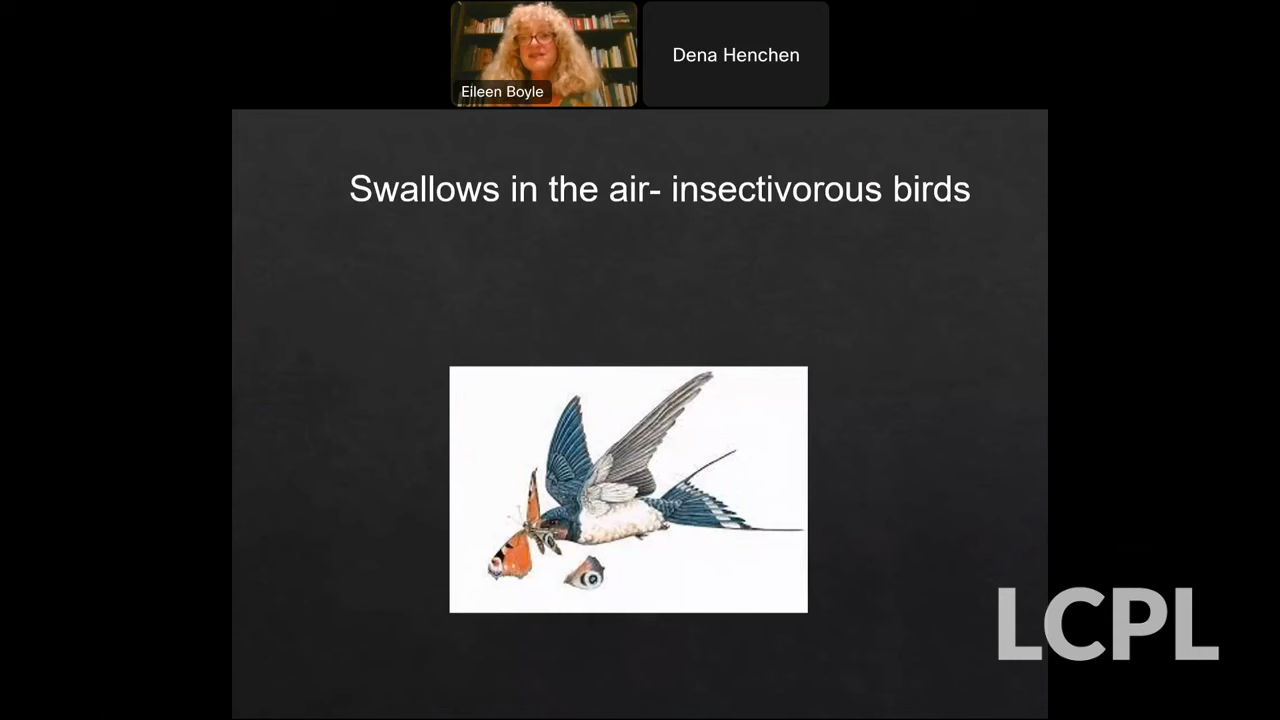 Dena Henchen
Eileen Boyle
Swallows in the air- insectivorous birds
LCPL